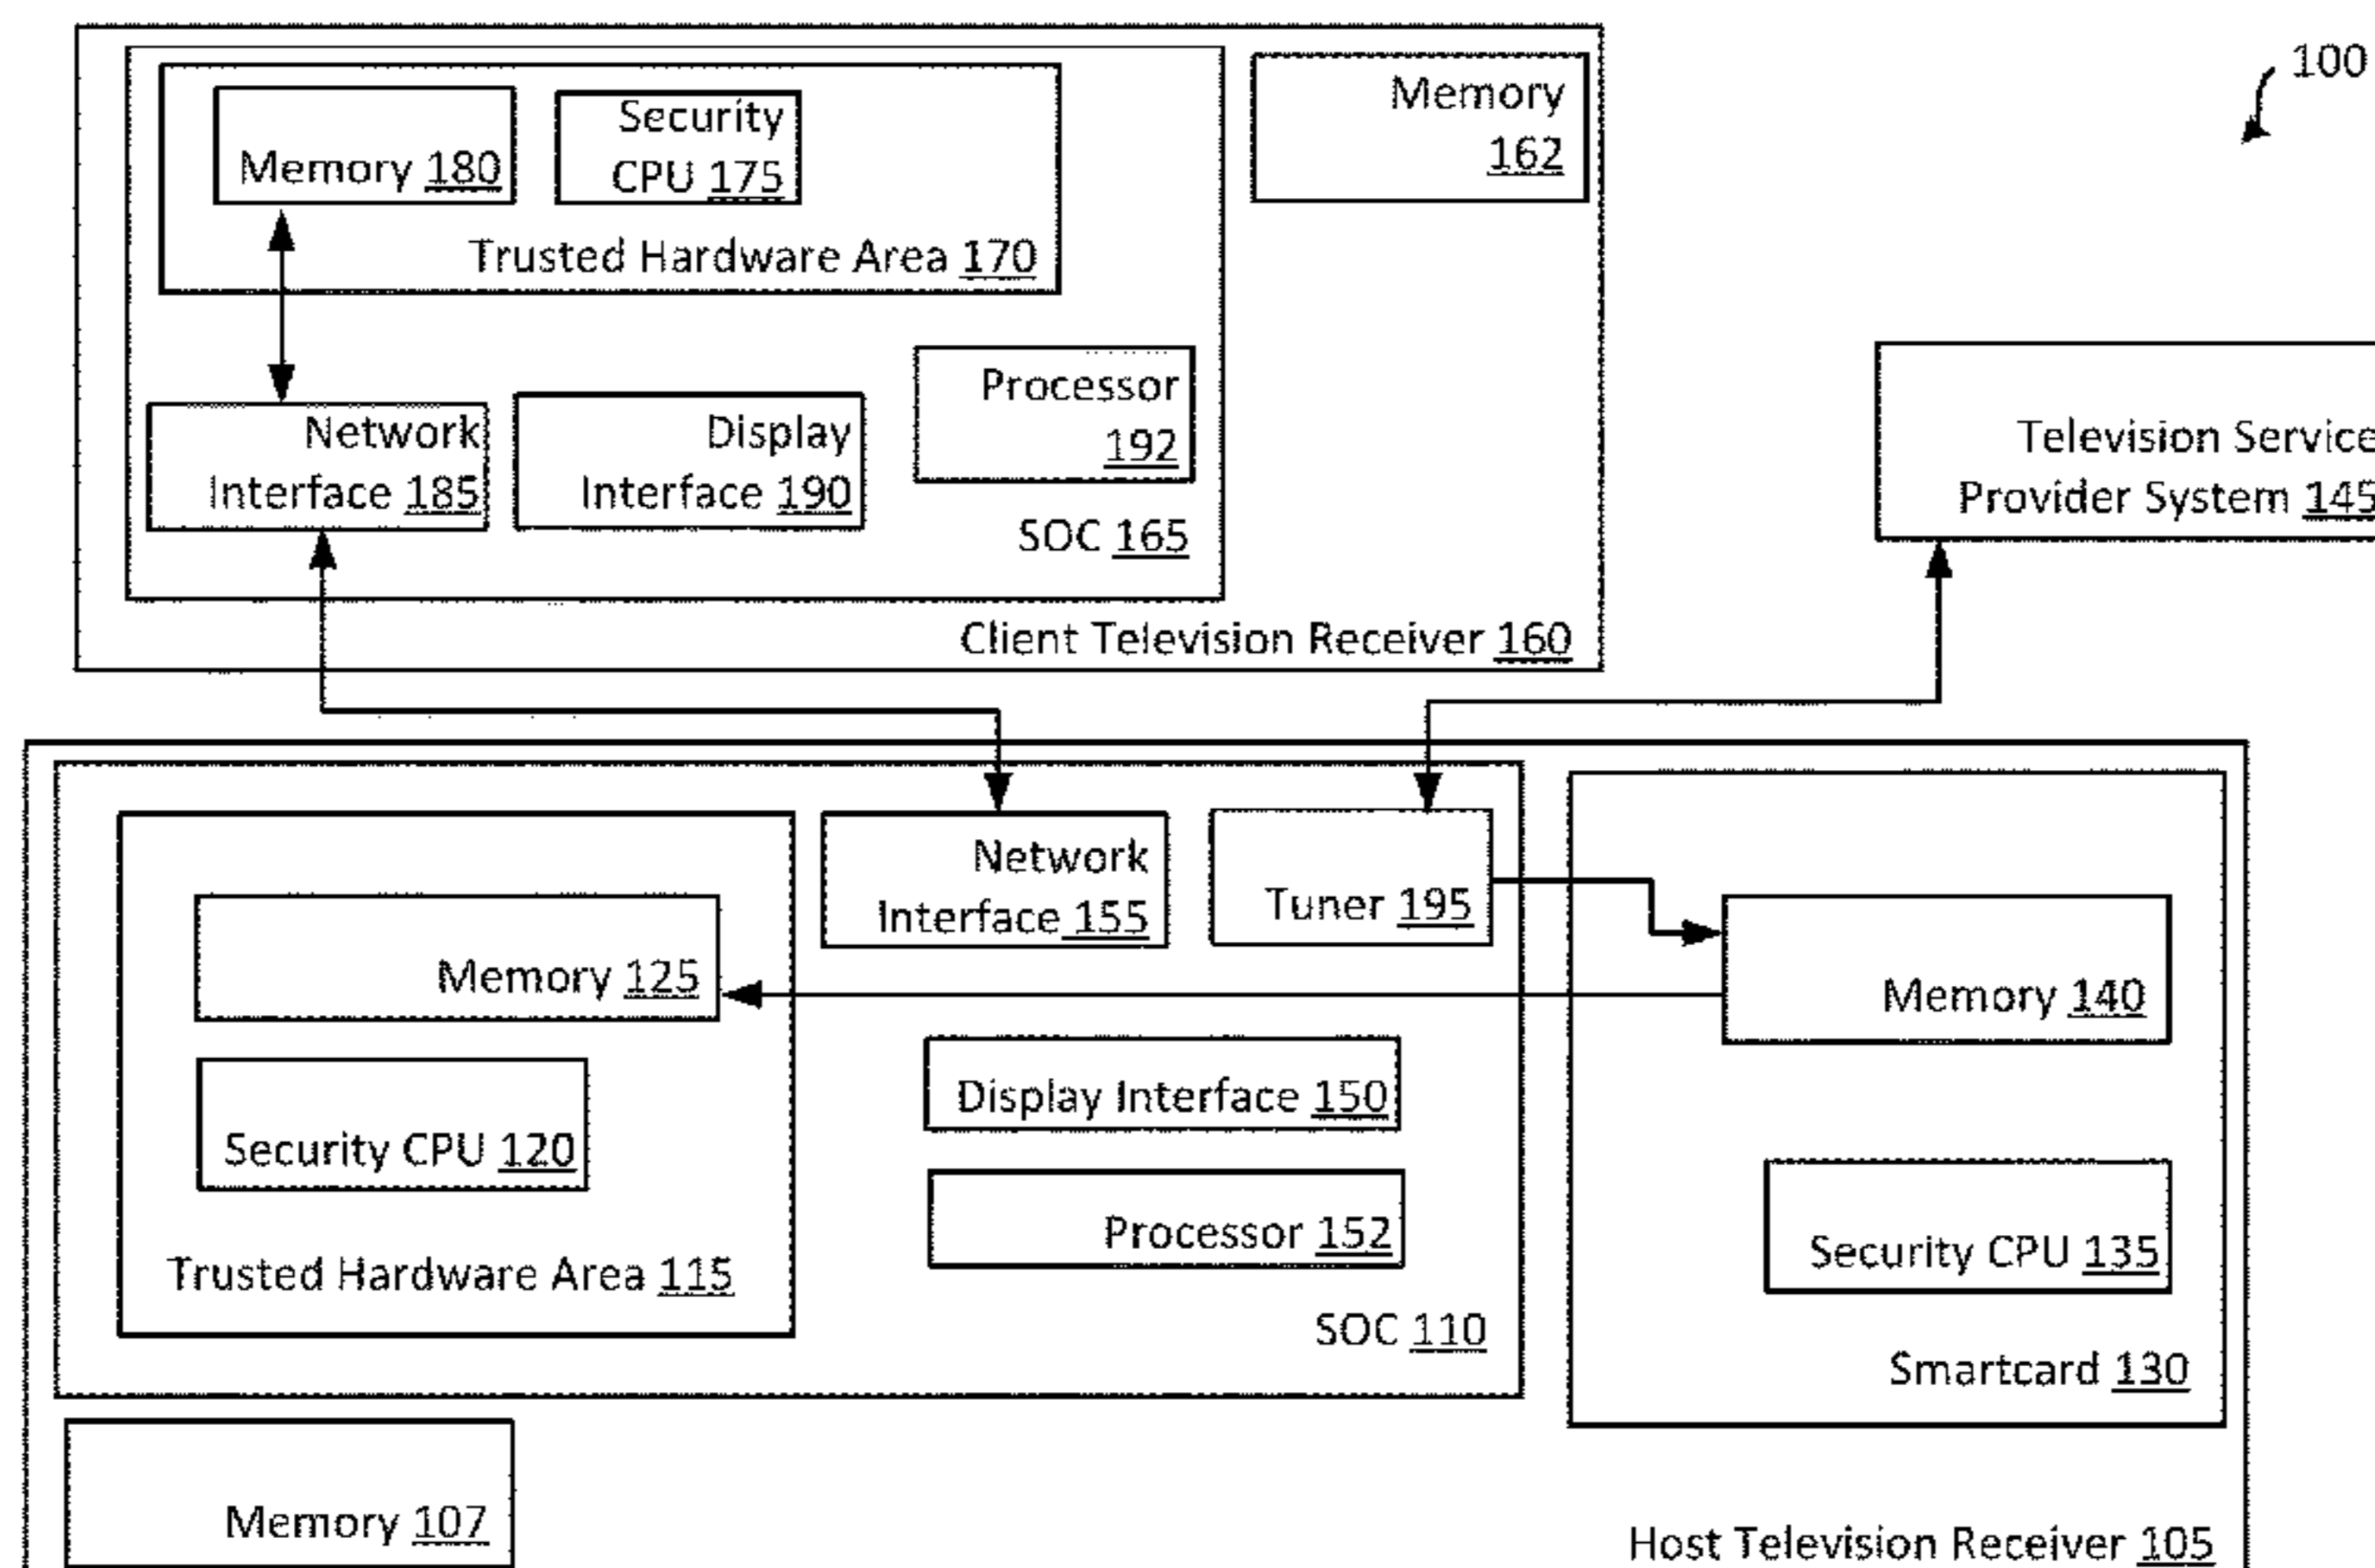 100
Memory
162
Memory 180
Security
CPU 175
Trusted Hardware Area 170
Processor
192
Network
Interface 185
Display
Interface 190
SOC 165
Client Television Receiver 160
Television Service
Provider System 145
Network
Interface 155
Tuner 195
Memory 125
Memory 140
Display Interface 150
Security CPU 120
Processor 152
Security CPU 135
Trusted Hardware Area 115
SOC 110
Smartcard 130
Memory 107
Host Television Receiver 105